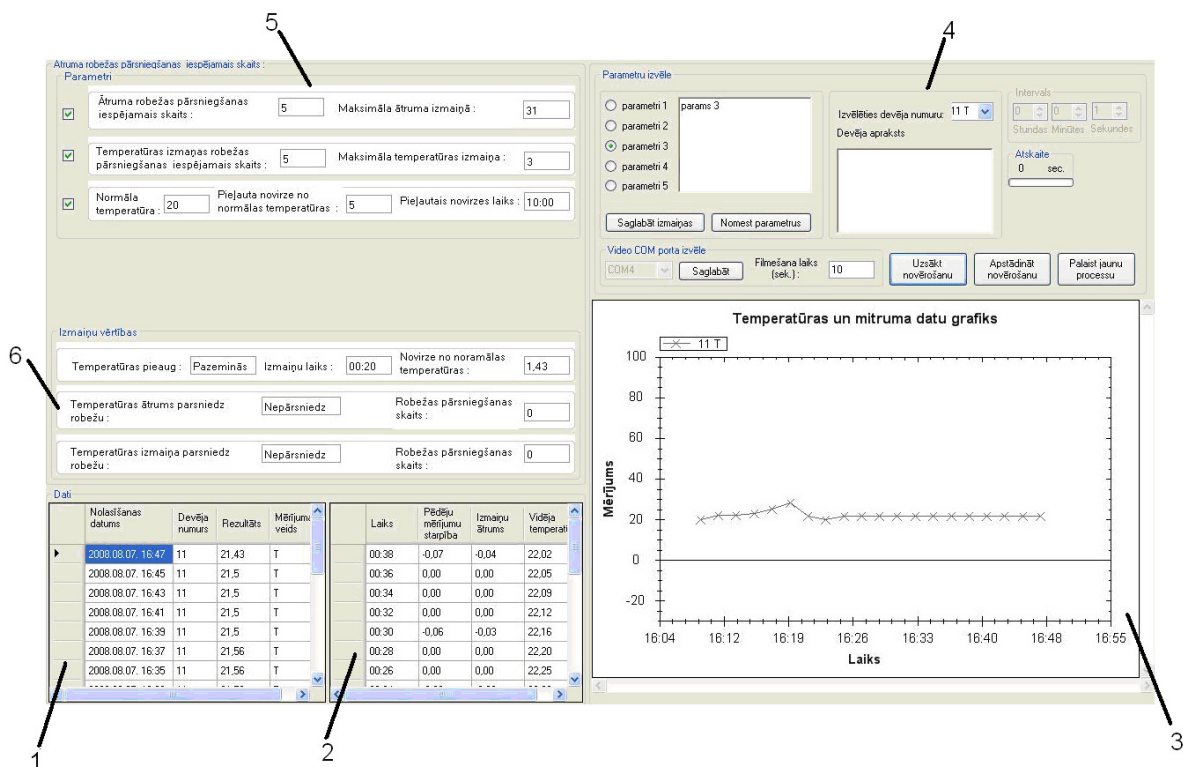 5
4
Ātruma robežas pārsniegšanas iespējamais skaits :
Parametri
Ātruma robežas pārsniegšanas
iespējamais skaits :
5
Maksimāla ātruma izmaiņā :
31
Temperatūras izmaņas robežas
pārsniegšanas iespējamais skaits :
5
Maksimāla temperatūras izmaiņa :
3
Normāla
temperatūra :
20
Pieļauta novirze no
normālas temperatūras :
5
Pieļautais novirzes laiks :
10:00
Parametru izvēle
parametri 1
parametri 2
parametri 3
parametri 4
parametri 5
params 3
Saglabāt izmaiņas
Nomest parametrus
Izvēlēties devēja numuru:
11 T
Devēja apraksts
Intervals
0
0
1
Stundas Minūtes Sekundes
Atskaite
0 sec.
Video COM porta izvēle
COM4
Saglabāt
Filmešana laiks
(sek.) :
10
Uzsākt
novērošanu
Apstādināt
novērošanu
Palaist jaunu
processu
6
Izmaiņu vērtības
Temperatūras pieaug :
Pazeminās
Izmaiņu laiks :
00:20
Novirze no noramālas
temperatūras :
1,43
Temperatūras ātrums parsniedz
robežu :
Nepārsniedz
Robežas pārsniegšanas
skaits :
0
Temperatūras izmaiņa parsniedz
robežu :
Nepārsniedz
Robežas pārsniegšanas
skaits :
0
Dati
Nolasīšanas
datums
Devēja
numurs
Rezultāts
Mērījuma
veids
2008.08.07. 16:47 11 21,43 T
2008.08.07. 16:45 11 21,5 T
2008.08.07. 16:43 11 21,5 T
2008.08.07. 16:41 11 21,5 T
2008.08.07. 16:39 11 21,5 T
2008.08.07. 16:37 11 21,56 T
2008.08.07. 16:35 11 21,56 T
Laiks
Pēdēju
mērījumu
starpība
Izmaiņu
ātrums
Vidēja
temperatū
00:38 -0,07 -0,04 22,02
00:36 0,00 0,00 22,05
00:34 0,00 0,00 22,09
00:32 0,00 0,00 22,12
00:30 -0,06 -0,03 22,16
00:28 0,00 0,00 22,20
00:26 0,00 0,00 22,25
Temperatūras un mitruma datu grafiks
11 T
100
80
60
40
20
0
-20
Mērījums
16:04 16:12 16:19 16:26 16:33 16:40 16:48 16:55
Laiks
1
2
3